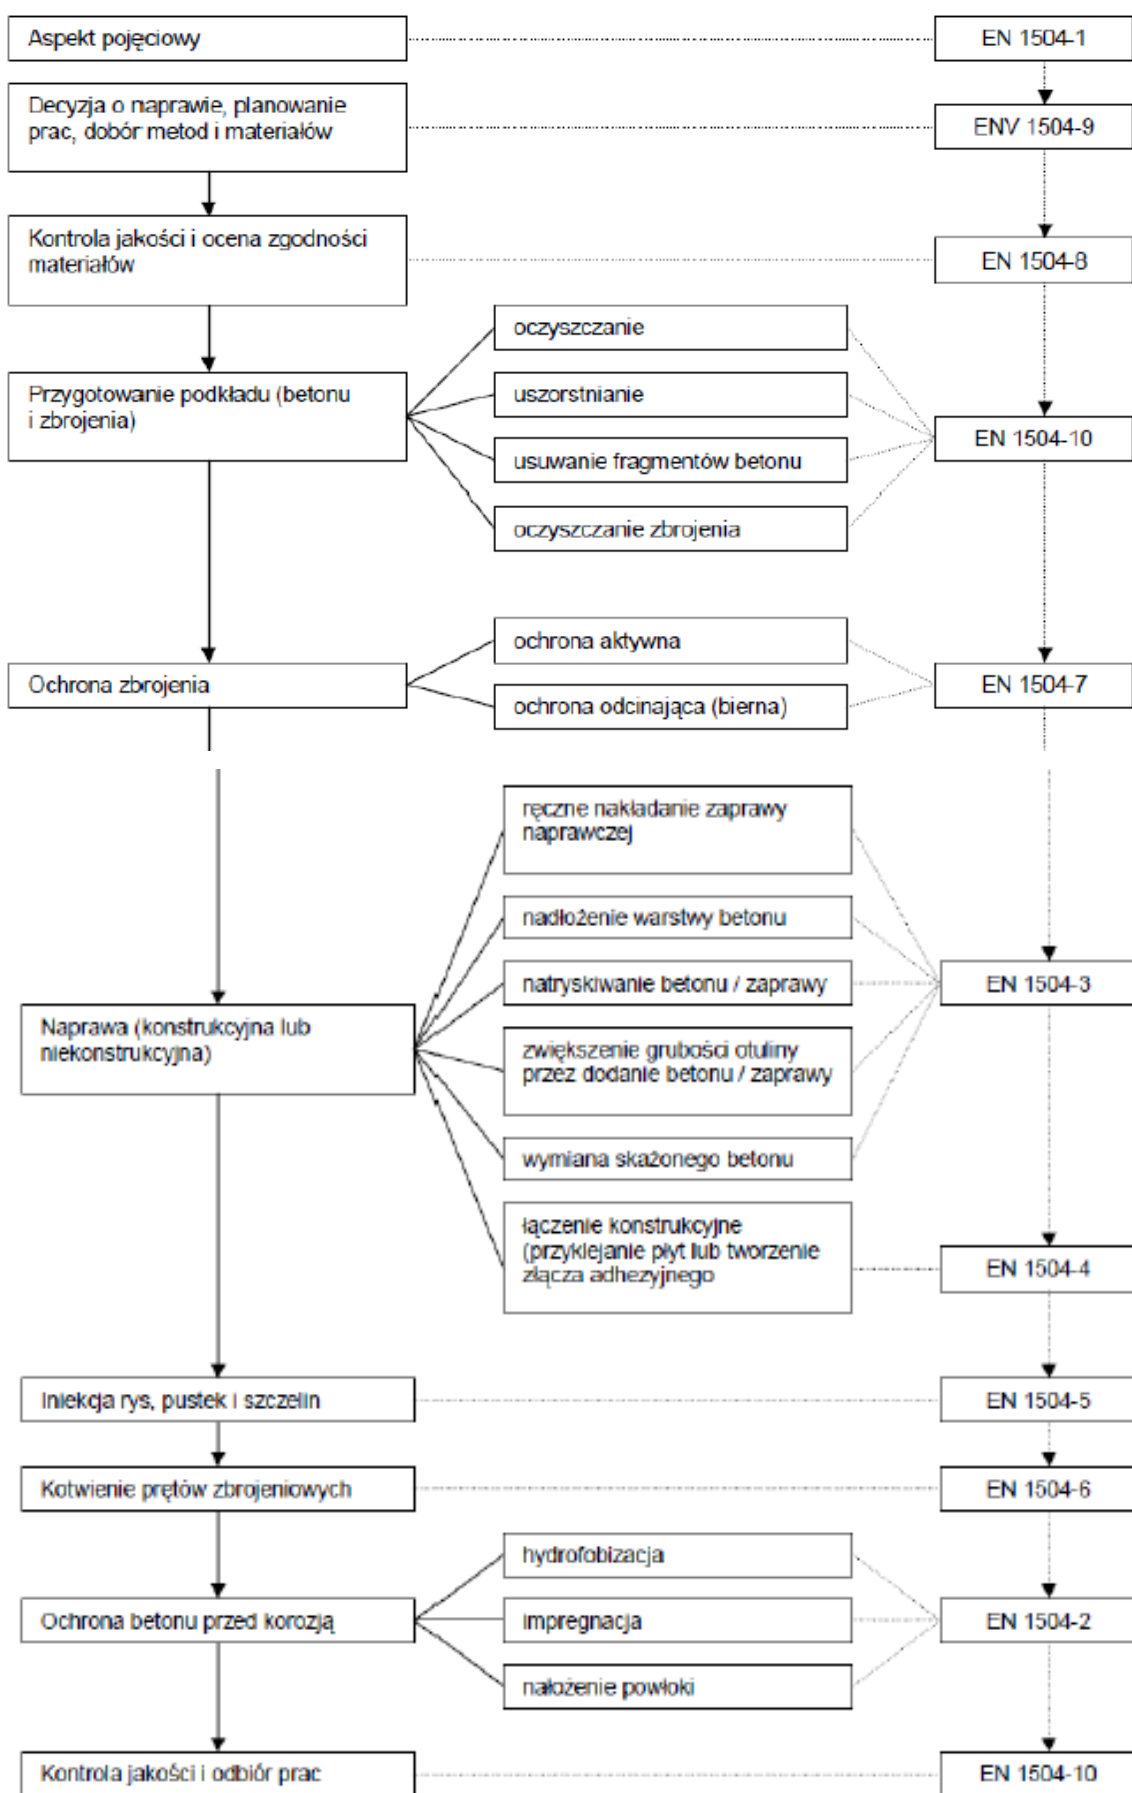 Aspekt pojęciowy
EN 1504-1
Decyzja o naprawie, planowanie
prac, dobór metod i materiałów
ENV 1504-9
Kontrola jakości i ocena zgodności
materiałów
EN 1504-8
Przygotowanie podkładu (betonu
i zbrojenia)
oczyszczanie
uszorstnianie
usuwanie fragmentów betonu
oczyszczanie zbrojenia
EN 1504-10
Ochrona zbrojenia
ochrona aktywna
ochrona odcinająca (bierna)
EN 1504-7
Naprawa (konstrukcyjna lub
niekonstrukcyjna)
ręczne nakładanie zaprawy
naprawczej
nadłożenie warstwy betonu
natryskiwanie betonu / zaprawy
zwiększenie grubości otuliny
przez dodanie betonu / zaprawy
wymiana skażonego betonu
EN 1504-3
łączenie konstrukcyjne
(przyklejanie płyt lub tworzenie
złącza adhezyjnego
EN 1504-4
Iniekcja rys, pustek i szczelin
EN 1504-5
Kotwienie prętów zbrojeniowych
EN 1504-6
Ochrona betonu przed korozją
hydrofobizacja
impregnacja
nałożenie powłoki
EN 1504-2
Kontrola jakości i odbiór prac
EN 1504-10